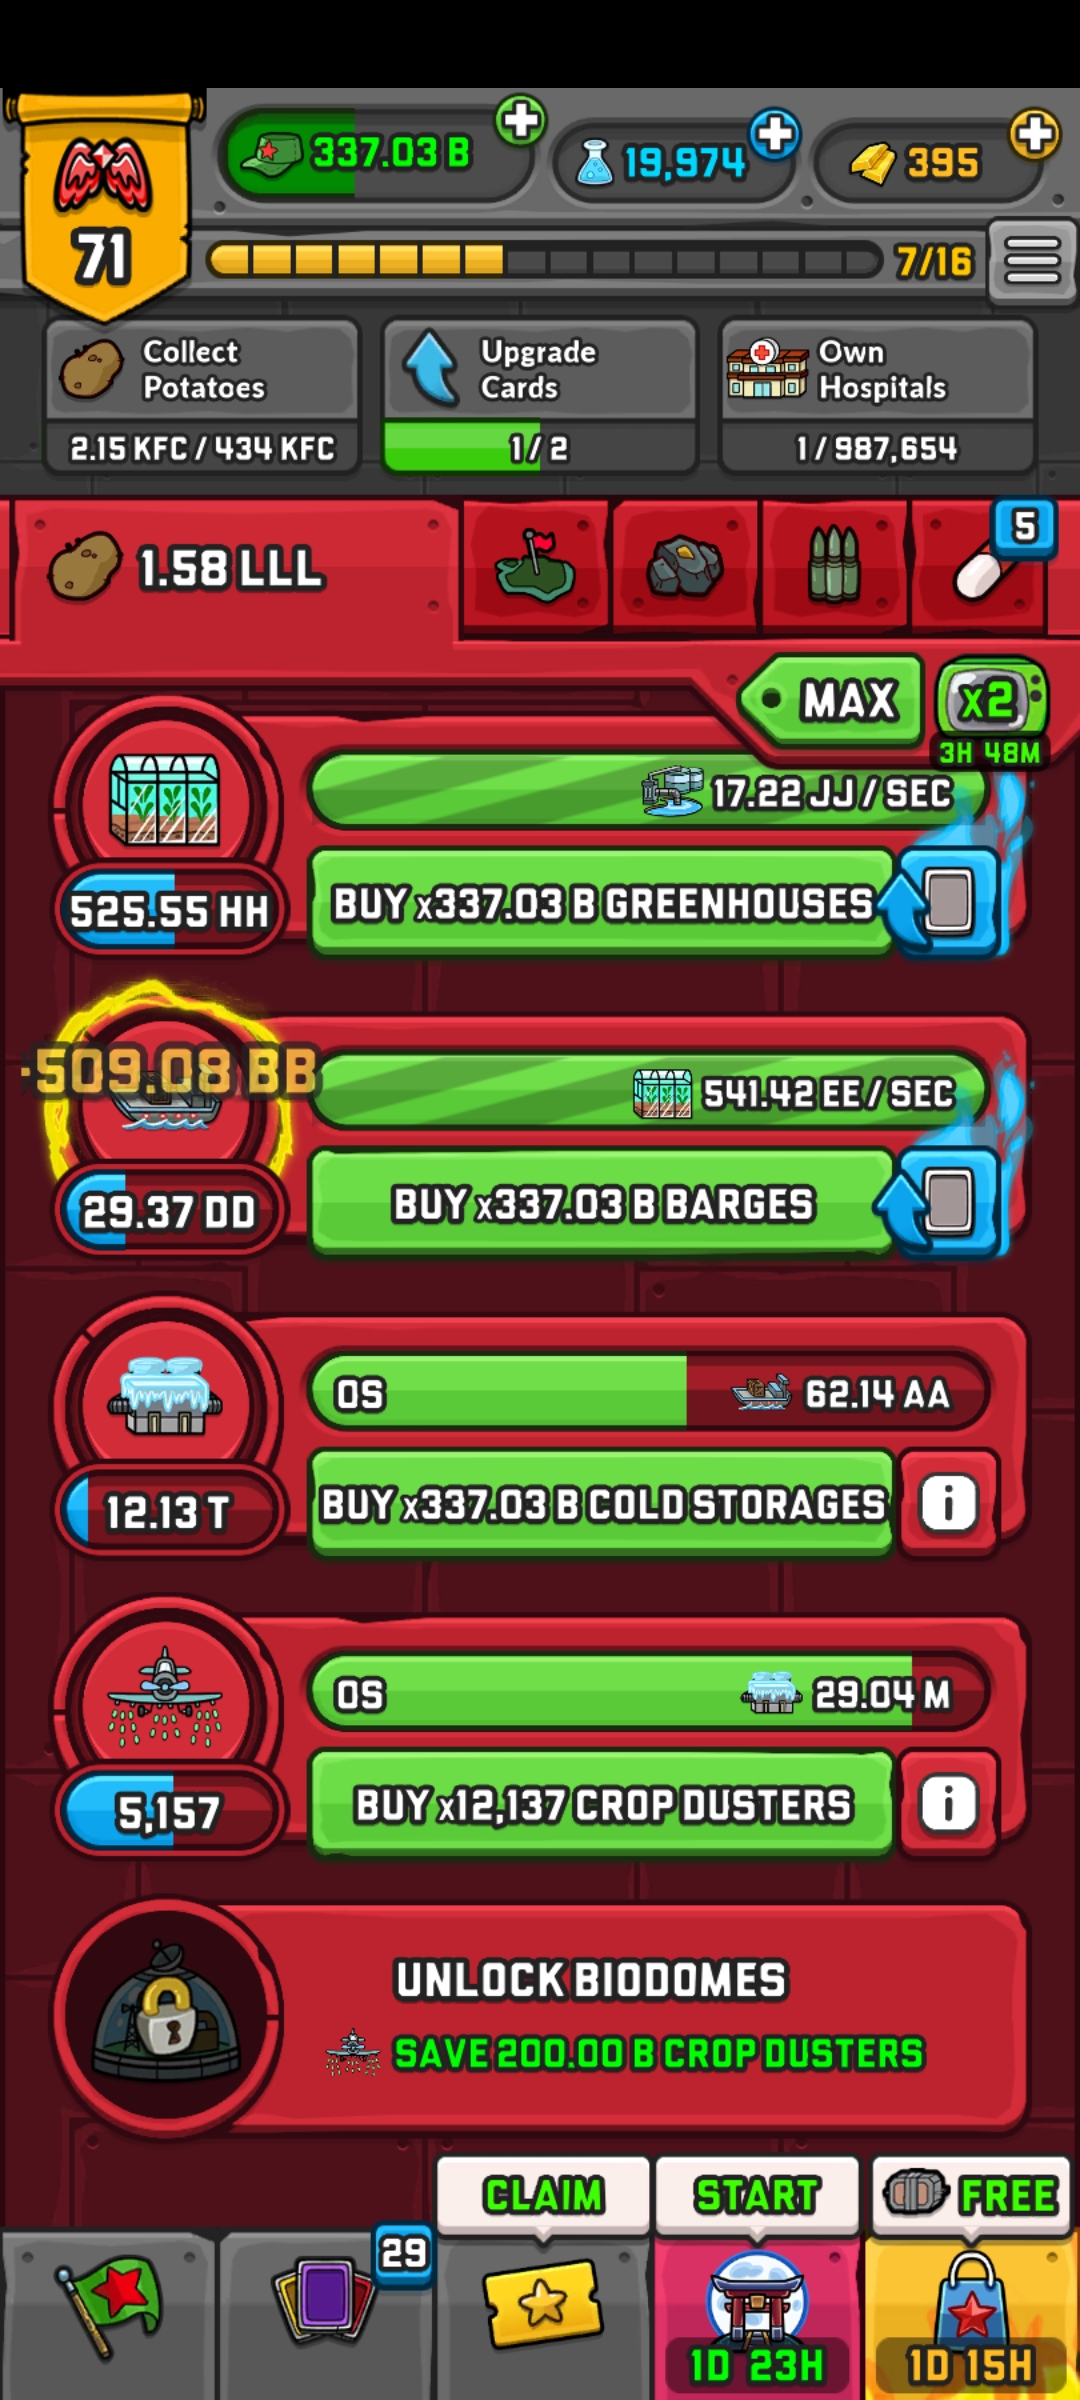 71
337.03 B
19,974
395
7/16
Collect
Potatoes
2.15 KFC / 434 KFC
Upgrade
Cards
1/ 2
Own
Hospitals
1 / 987,654
1.58 LLL
5
MAX
x2
3H 48M
17.22 JJ / SEC
525.55 HH
BUY x337.03 B GREENHOUSES
509.08 BB
541.42 EE / SEC
29.37 DD
BUY x337.03 B BARGES
0S
62.14 AA
12.13 T
BUY x337.03 B COLD STORAGES
i
0S
29.04 M
5,157
BUY x12,137 CROP DUSTERS
i
UNLOCK BIODOMES
SAVE 200.00 B CROP DUSTERS
CLAIM
START
FREE
29
1D 23H
1D 15H